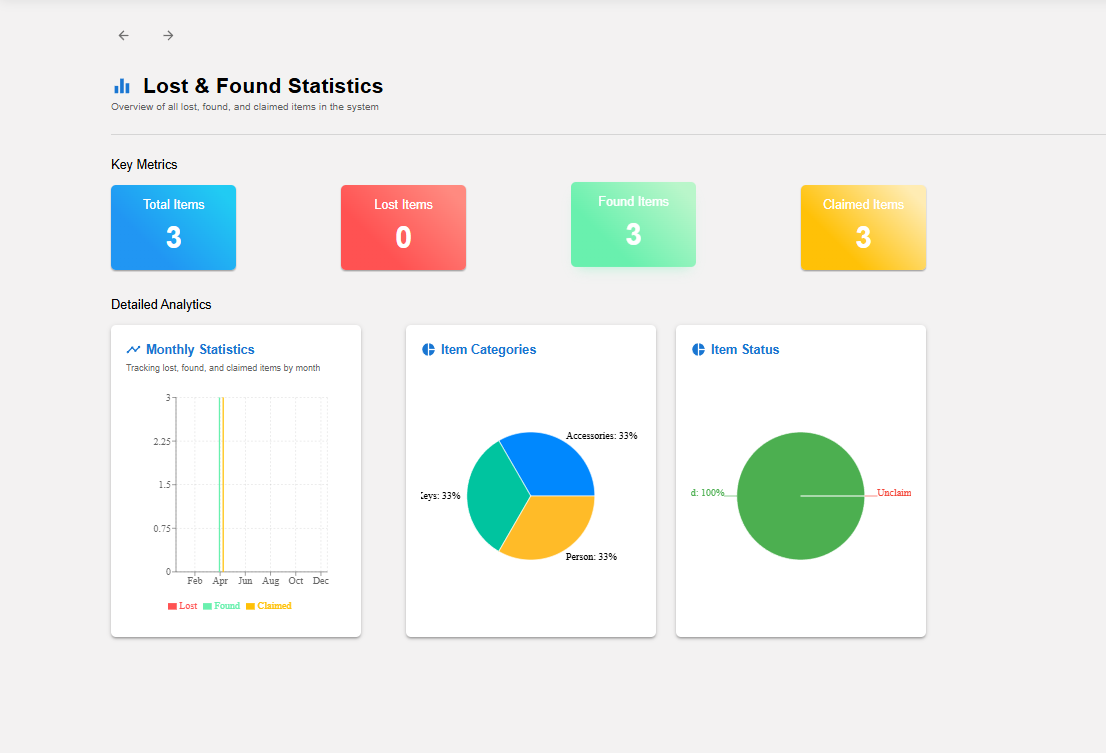 Lost & Found Statistics
Overview of all lost, found, and claimed items in the system
Key Metrics
Total Items
3
Lost Items
0
Found Items
3
Claimed Items
3
Detailed Analytics
Monthly Statistics
Tracking lost, found, and claimed items by month
3
2.25
1.5
0.75
0
Feb Apr Jun Aug Oct Dec
Lost Found Claimed
Item Categories
Accessories: 33%
eys: 33%
Person: 33%
Item Status
d: 100%
Unclaim